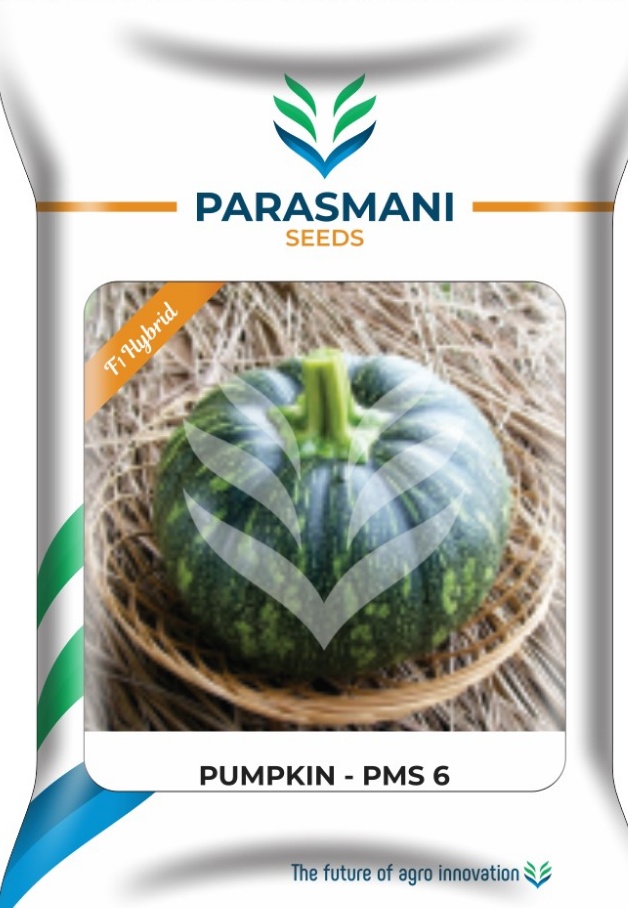 PARASMANI
SEEDS
F1 Hybrid
PUMPKIN - PMS 6
The future of agro innovation